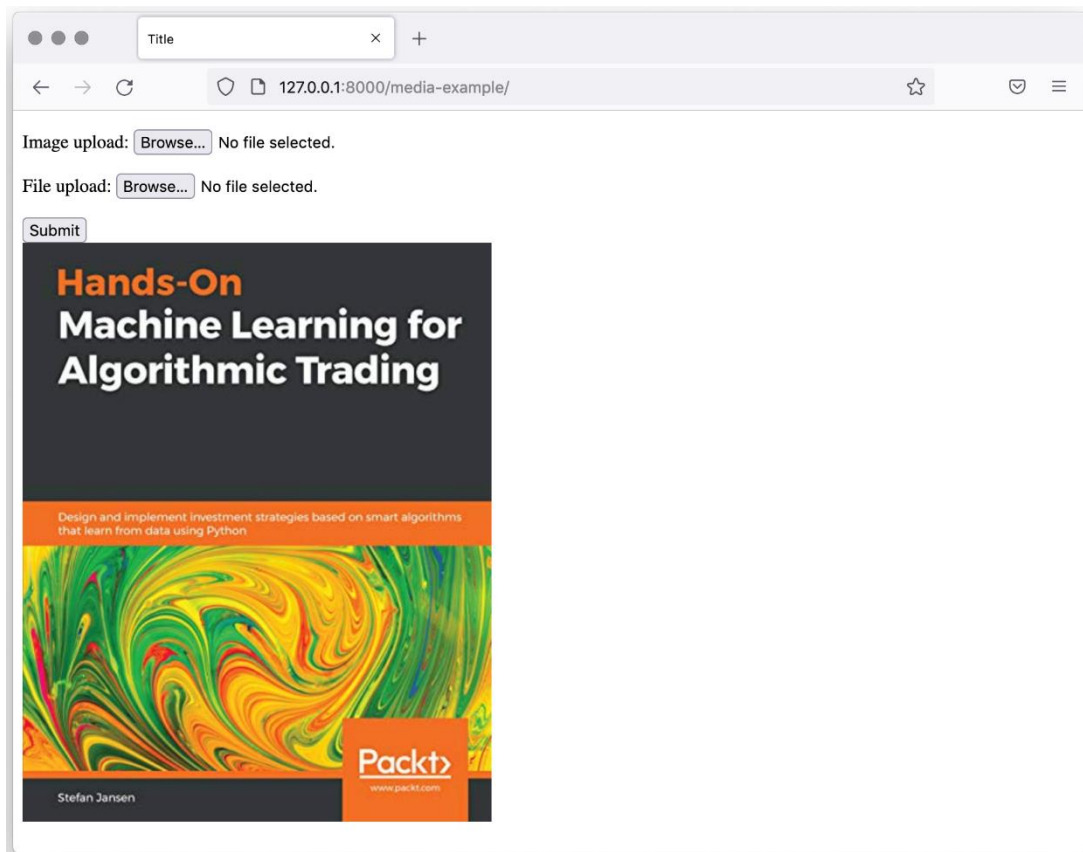 Title
127.0.0.1:8000/media-example/
Image upload: Browse... No file selected.
File upload: Browse... No file selected.
Submit
Hands-On
Machine Learning for
Algorithmic Trading
Design and implement investment strategies based on smart algorithms
that learn from data using Python
Packt>
www.packt.com
Stefan Jansen